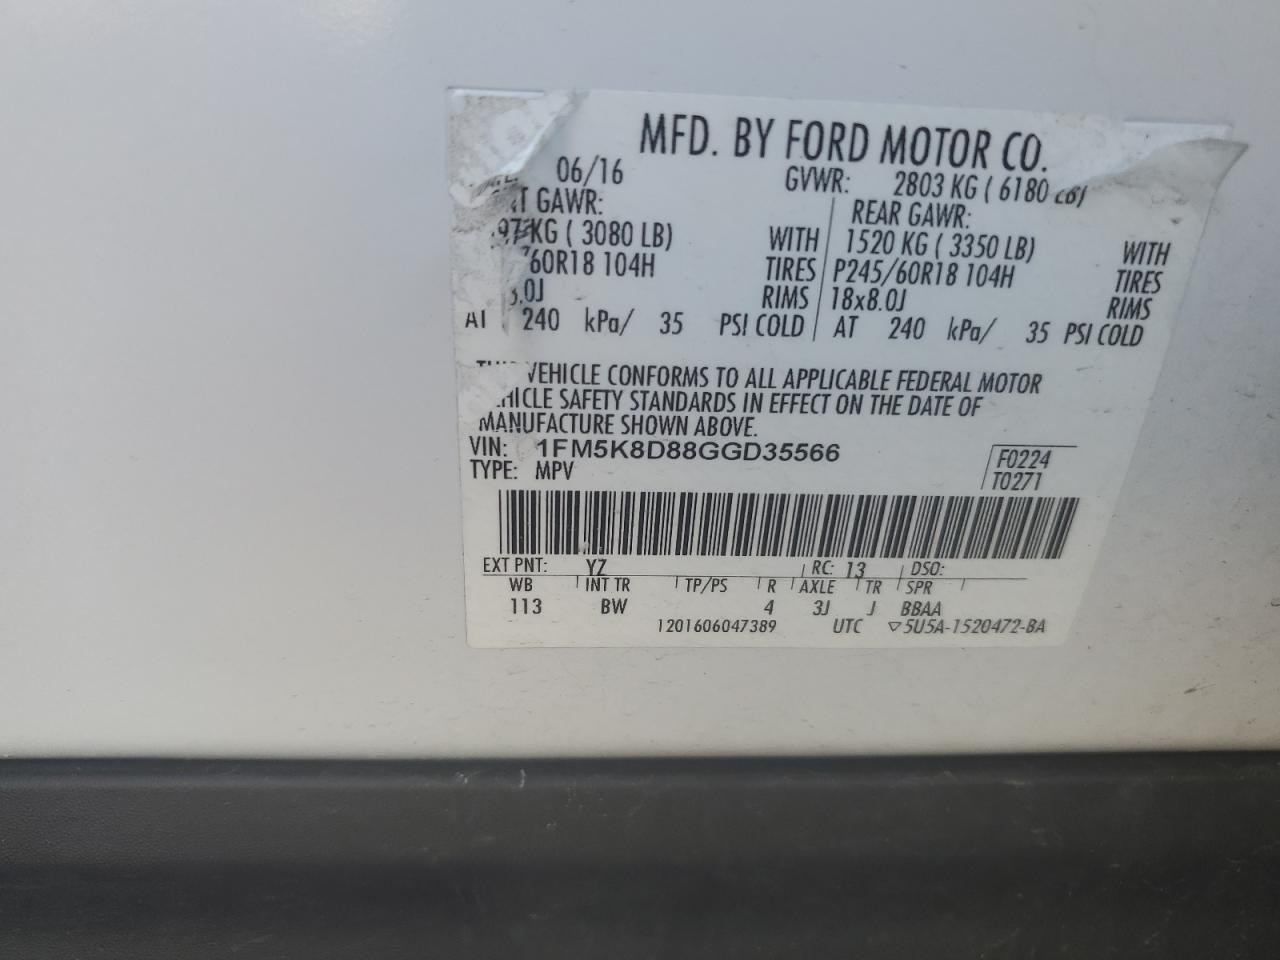 MFD. BY FORD MOTOR CO.
06/16 GVWR: 2803 KG ( 6180 LB)
GAWR: REAR GAWR:
KG ( 3080 LB) WITH 1520 KG ( 3350 LB) WITH
/60R18 104H TIRES P245/60R18 104H TIRES
.0J RIMS 18x8.0J RIMS
AT 240 kPa/ 35 PSI COLD AT 240 kPa/ 35 PSI COLD
VEHICLE CONFORMS TO ALL APPLICABLE FEDERAL MOTOR
SAFETY STANDARDS IN EFFECT ON THE DATE OF
MANUFACTURE SHOWN ABOVE.
VIN: 1FM5K8D88GGD35566 F0224
TYPE: MPV T0271
EXT PNT: YZ RC: 13 DSO:
WB INT TR TP/PS R AXLE TR SPR
113 BW 4 3J J BBAA
1201606047389 UTC ▽5U5A-1520472-BA